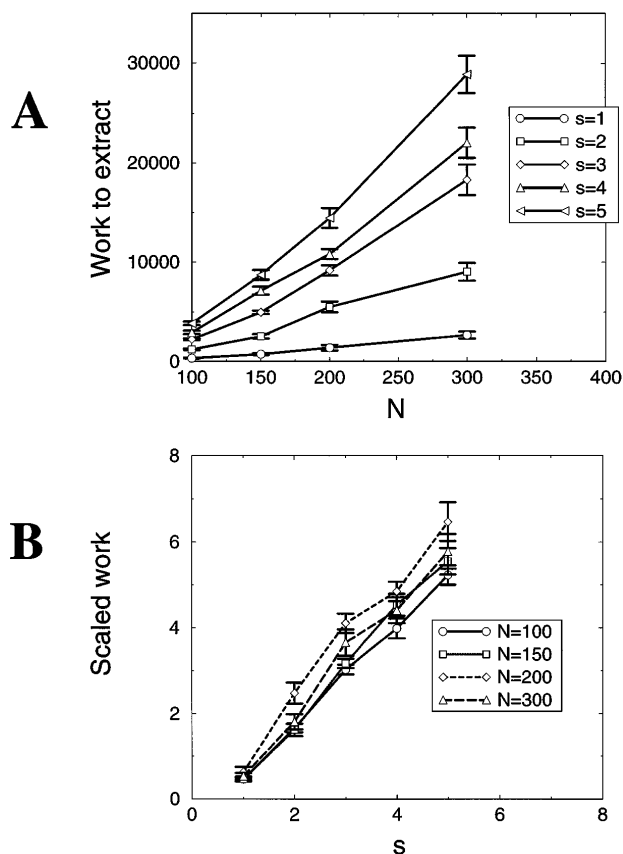 A
Work to extract
30000
20000
10000
0
100 150 200 250 300 350 400
N
s=1
s=2
s=3
s=4
s=5
B
Scaled work
8
6
4
2
0
0 2 4 6 8
s
N=100
N=150
N=200
N=300